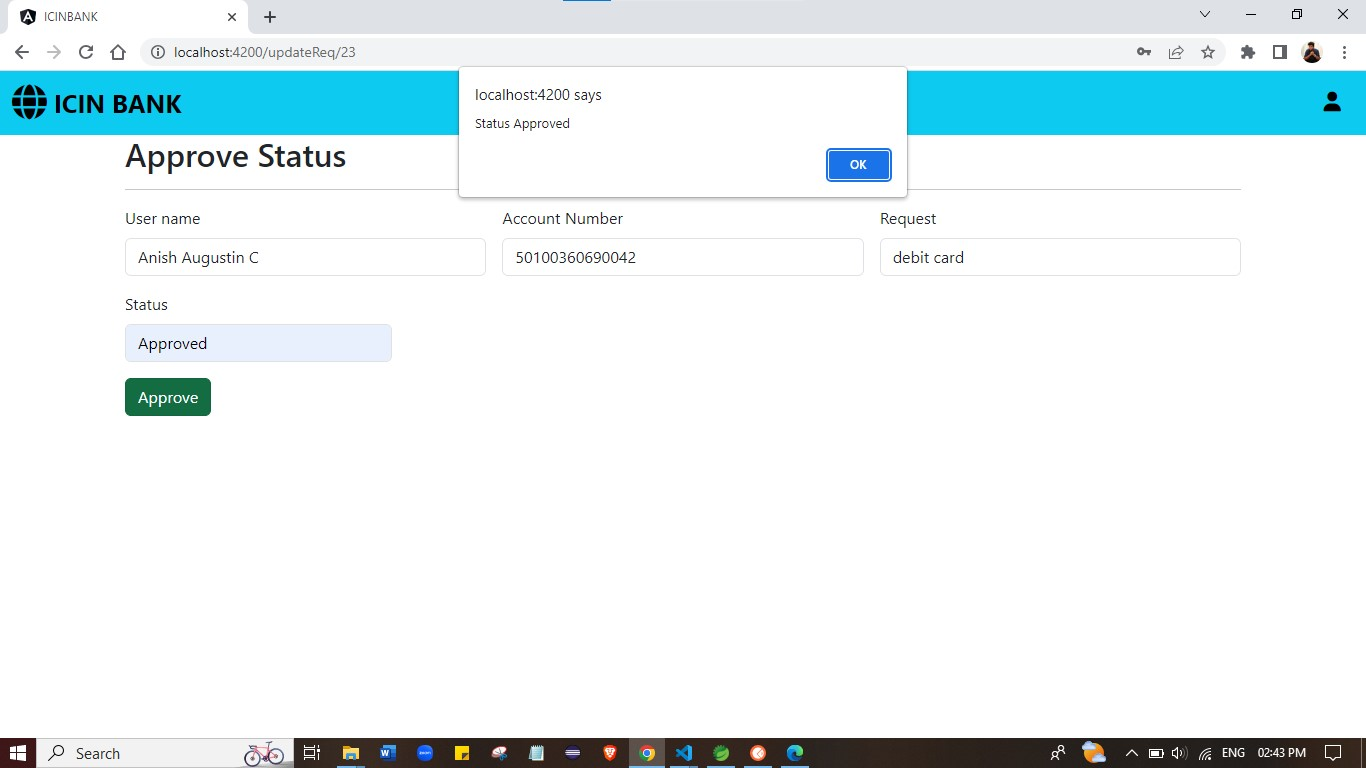 ICINBANK
localhost:4200/updateReq/23
ICIN BANK
localhost:4200 says
Status Approved
OK
Approve Status
User name
Account Number
Request
Anish Augustin C
50100360690042
debit card
Status
Approved
Approve
Search
ENG
02:43 PM